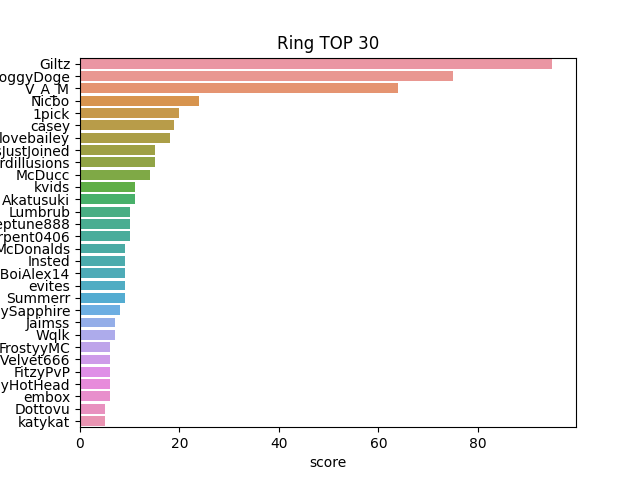 Ring TOP 30
Giltz
oggyDoge
V_A_M
Nicbo
1pick
casey
lovebailey
sJustJoined
rdillusions
McDucc
kvids
Akatusuki
Lumbrub
eptune888
rpent0406
McDonalds
Insted
BoiAlex14
evites
Summerr
ySapphire
Jaimss
Wqlk
FrostyyMC
Velvet666
FitzyPvP
yHotHead
embox
Dottovu
katykat
0 20 40 60 80
score